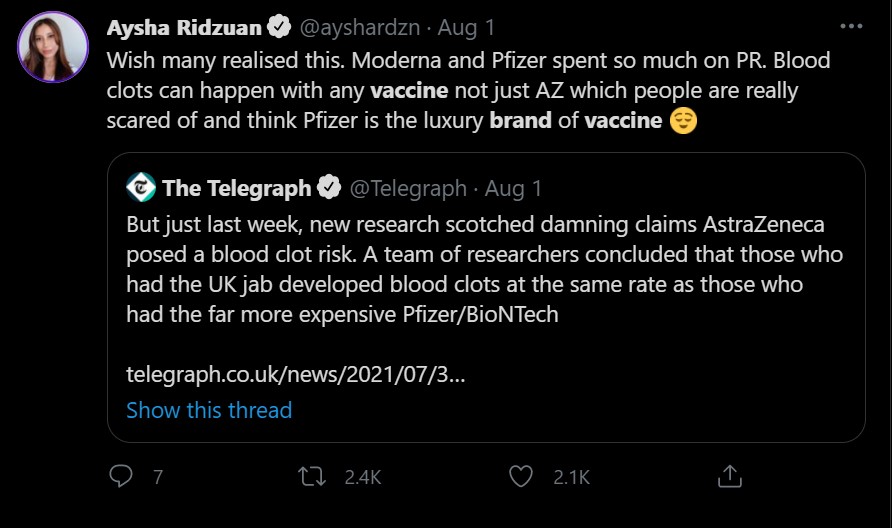 Aysha Ridzuan @ayshardzn · Aug 1
Wish many realised this. Moderna and Pfizer spent so much on PR. Blood
clots can happen with any vaccine not just AZ which people are really
scared of and think Pfizer is the luxury brand of vaccine 😌
The Telegraph @Telegraph · Aug 1
But just last week, new research scotched damning claims AstraZeneca
posed a blood clot risk. A team of researchers concluded that those who
had the UK jab developed blood clots at the same rate as those who
had the far more expensive Pfizer/BioNTech
telegraph.co.uk/news/2021/07/3...
Show this thread
7 2.4K 2.1K